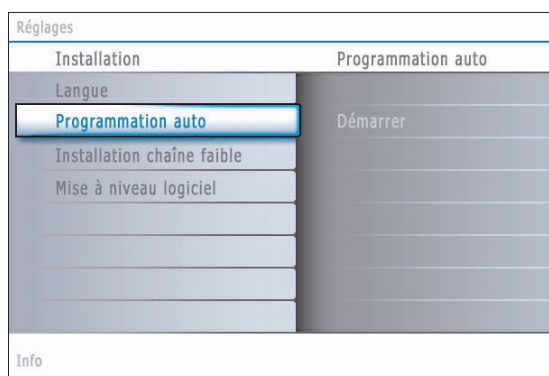 Réglages
Installation Programmation auto
Langue
Programmation auto Démarrer
Installation chaîne faible
Mise à niveau logiciel
Info